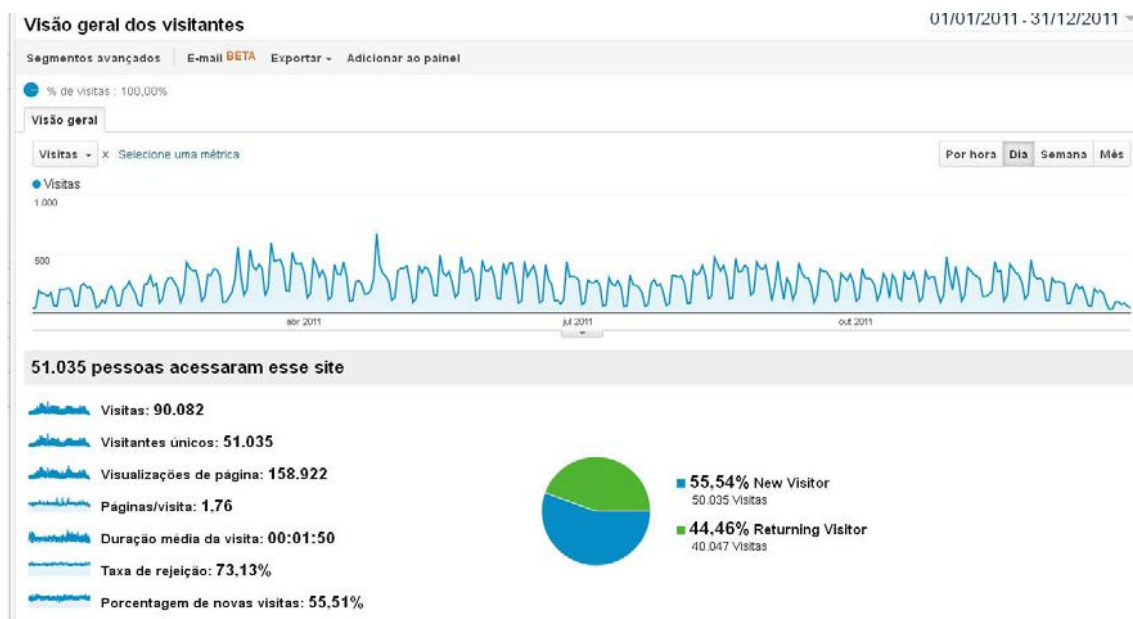 Visão geral dos visitantes
01/01/2011 - 31/12/2011
Segmentos avançados E-mail BETA Exportar Adicionar ao painel
% de visitas : 100,00%
Visão geral
Visitas x Selecione uma métrica
Por hora Dia Semana Mês
Visitas
1.000
500
abr 2011 jul 2011 out 2011
51.035 pessoas acessaram esse site
Visitas: 90.082
Visitantes únicos: 51.035
Visualizações de página: 158.922
Páginas/visita: 1,76
Duração média da visita: 00:01:50
Taxa de rejeição: 73,13%
Porcentagem de novas visitas: 55,51%
55,54% New Visitor
50.035 Visitas
44,46% Returning Visitor
40.047 Visitas